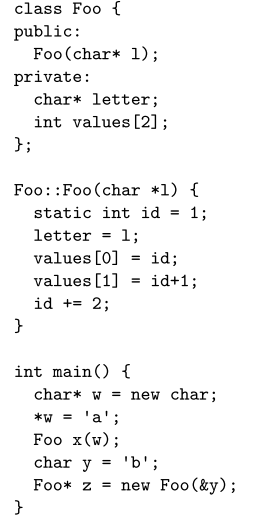 class Foo {
public:
  Foo(char* l);
private:
  char* letter;
  int values[2];
};

Foo::Foo(char *l) {
  static int id = 1;
  letter = l;
  values[0] = id;
  values[1] = id+1;
  id += 2;
}

int main() {
  char* w = new char;
  *w = 'a';
  Foo x(w);
  char y = 'b';
  Foo* z = new Foo(&y);
}